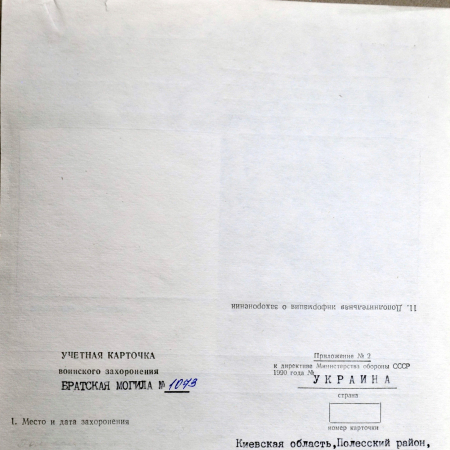 11. Дополнительная информация о захоронении
УЧЕТНАЯ КАРТОЧКА
воинского захоронения
БРАТСКАЯ МОГИЛА № 1093
Приложение № 2
к директиве Министерства обороны СССР
1990 года №
УКРАИНА
страна
номер карточки
1. Место и дата захоронения
Киевская область,Полесский район,